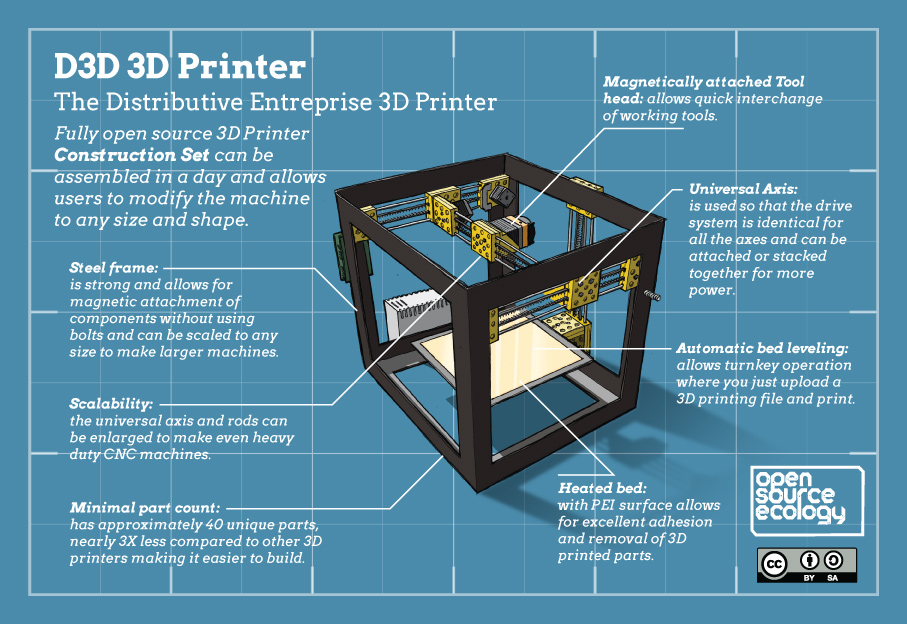 D3D 3D Printer
The Distributive Entreprise 3D Printer
Fully open source 3D Printer
Construction Set can be
assembled in a day and allows
users to modify the machine
to any size and shape.
Magnetically attached Tool
head: allows quick interchange
of working tools.
Universal Axis:
is used so that the drive
system is identical for
all the axes and can be
attached or stacked
together for more
power.
Steel frame:
is strong and allows for
magnetic attachment of
components without using
bolts and can be scaled to any
size to make larger machines.
Automatic bed leveling:
allows turnkey operation
where you just upload a
3D printing file and print.
Scalability:
the universal axis and rods can
be enlarged to make even heavy
duty CNC machines.
Heated bed:
with PEI surface allows
for excellent adhesion
and removal of 3D
printed parts.
Minimal part count:
has approximately 40 unique parts,
nearly 3X less compared to other 3D
printers making it easier to build.
open
source
ecology
cc
BY SA